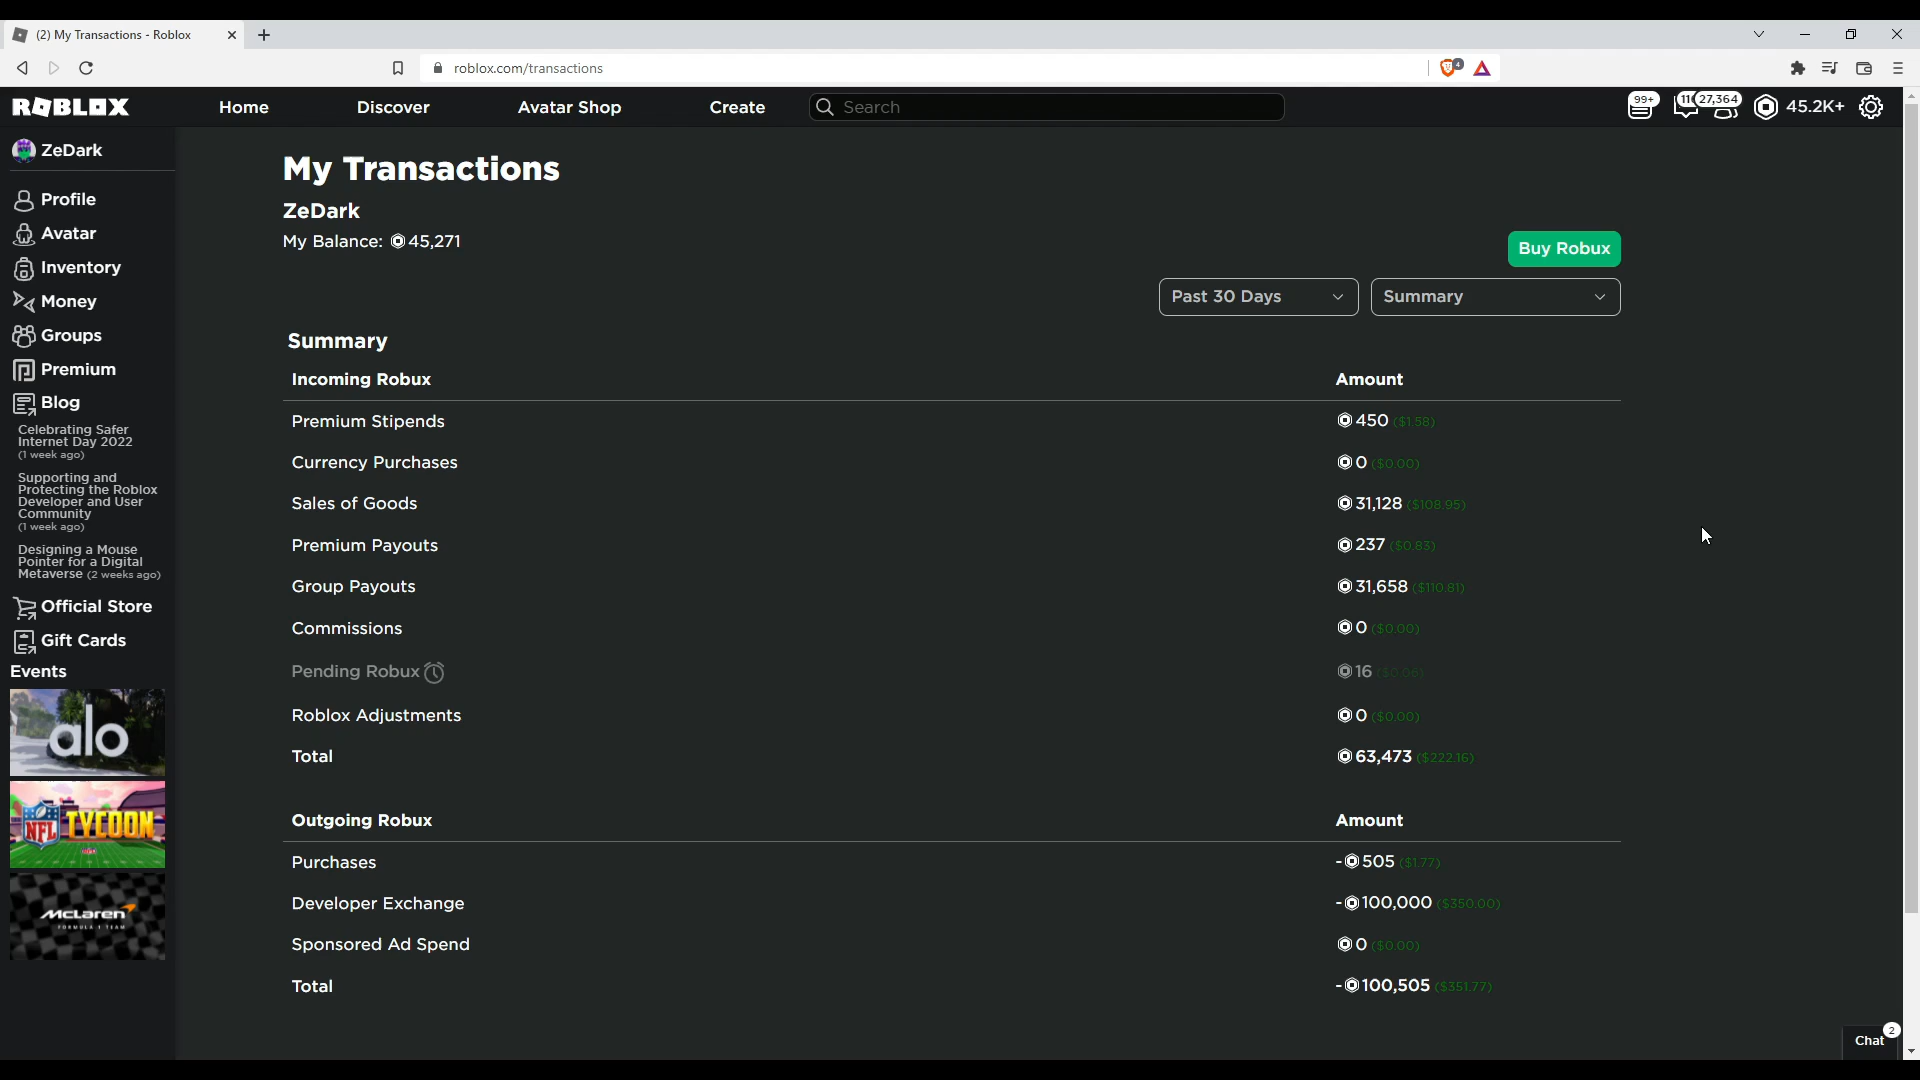 (2) My Transactions - Roblox
roblox.com/transactions
4
ROBLOX
Home
Discover
Avatar Shop
Create
Search
99+
27,364
45.2K+
ZeDark
Profile
Avatar
Inventory
Money
Groups
Premium
Blog
Celebrating Safer
Internet Day 2022
(1 week ago)
Supporting and
Protecting the Roblox
Developer and User
Community
(1 week ago)
Designing a Mouse
Pointer for a Digital
Metaverse (2 weeks ago)
Official Store
Gift Cards
Events
alo
NFL TYCOON
McLaren
FORMULA 1 TEAM
My Transactions
ZeDark
My Balance: 45,271
Buy Robux
Past 30 Days
Summary
Summary
Incoming Robux Amount
Premium Stipends 450 ($1.58)
Currency Purchases 0 ($0.00)
Sales of Goods 31,128 ($108.95)
Premium Payouts 237 ($0.83)
Group Payouts 31,658 ($110.81)
Commissions 0 ($0.00)
Pending Robux 16 ($0.06)
Roblox Adjustments 0 ($0.00)
Total 63,473 ($222.16)
Outgoing Robux Amount
Purchases -505 ($1.77)
Developer Exchange -100,000 ($350.00)
Sponsored Ad Spend 0 ($0.00)
Total -100,505 ($351.77)
Chat
2